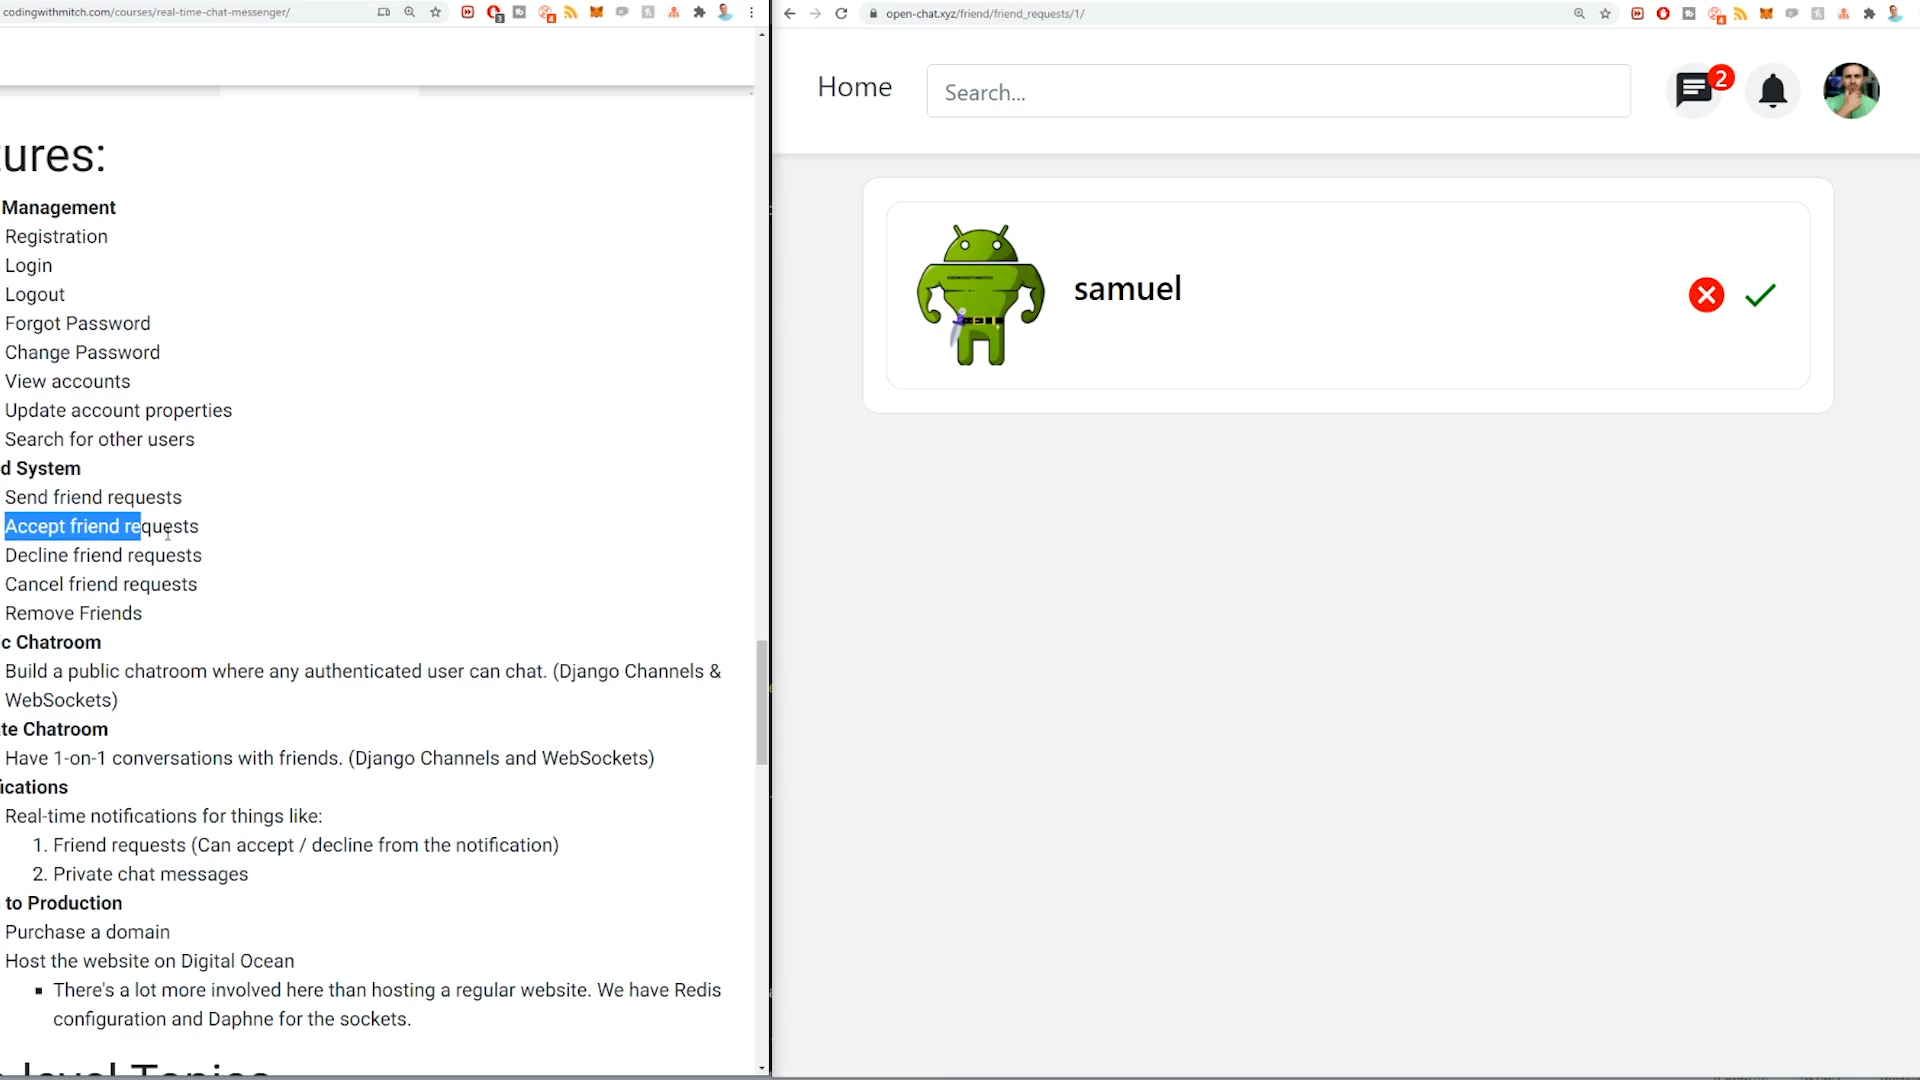 codingwithmitch.com/courses/real-time-chat-messenger/
ures:
Management
Registration
Login
Logout
Forgot Password
Change Password
View accounts
Update account properties
Search for other users
d System
Send friend requests
Accept friend requests
Decline friend requests
Cancel friend requests
Remove Friends
c Chatroom
Build a public chatroom where any authenticated user can chat. (Django Channels &
WebSockets)
te Chatroom
Have 1-on-1 conversations with friends. (Django Channels and WebSockets)
ications
Real-time notifications for things like:
1. Friend requests (Can accept / decline from the notification)
2. Private chat messages
to Production
Purchase a domain
Host the website on Digital Ocean
There's a lot more involved here than hosting a regular website. We have Redis
configuration and Daphne for the sockets.
level Topics
open-chat.xyz/friend/friend_requests/1/
Home
Search...
2
samuel